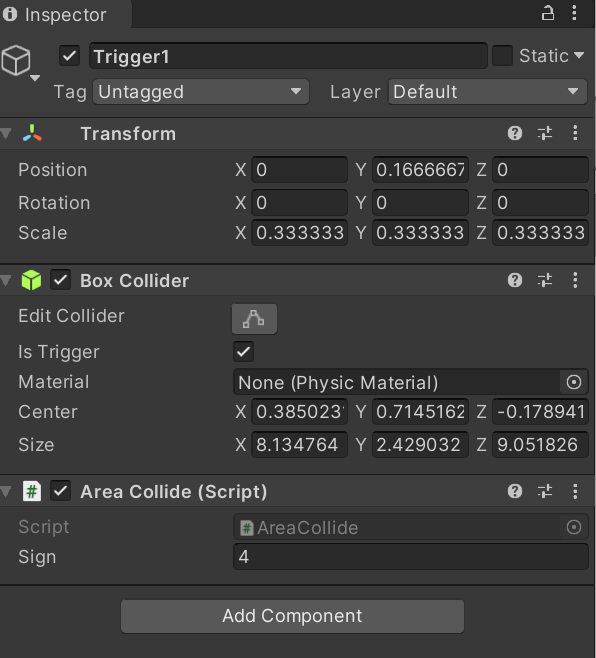 Inspector
Trigger1
Static
Tag Untagged Layer Default
Transform
Position X 0 Y 0.1666667 Z 0
Rotation X 0 Y 0 Z 0
Scale X 0.333333 Y 0.333333 Z 0.333333
Box Collider
Edit Collider
Is Trigger
Material None (Physic Material)
Center X 0.385023 Y 0.7145162 Z -0.178941
Size X 8.134764 Y 2.429032 Z 9.051826
# Area Collide (Script)
Script # AreaCollide
Sign 4
Add Component